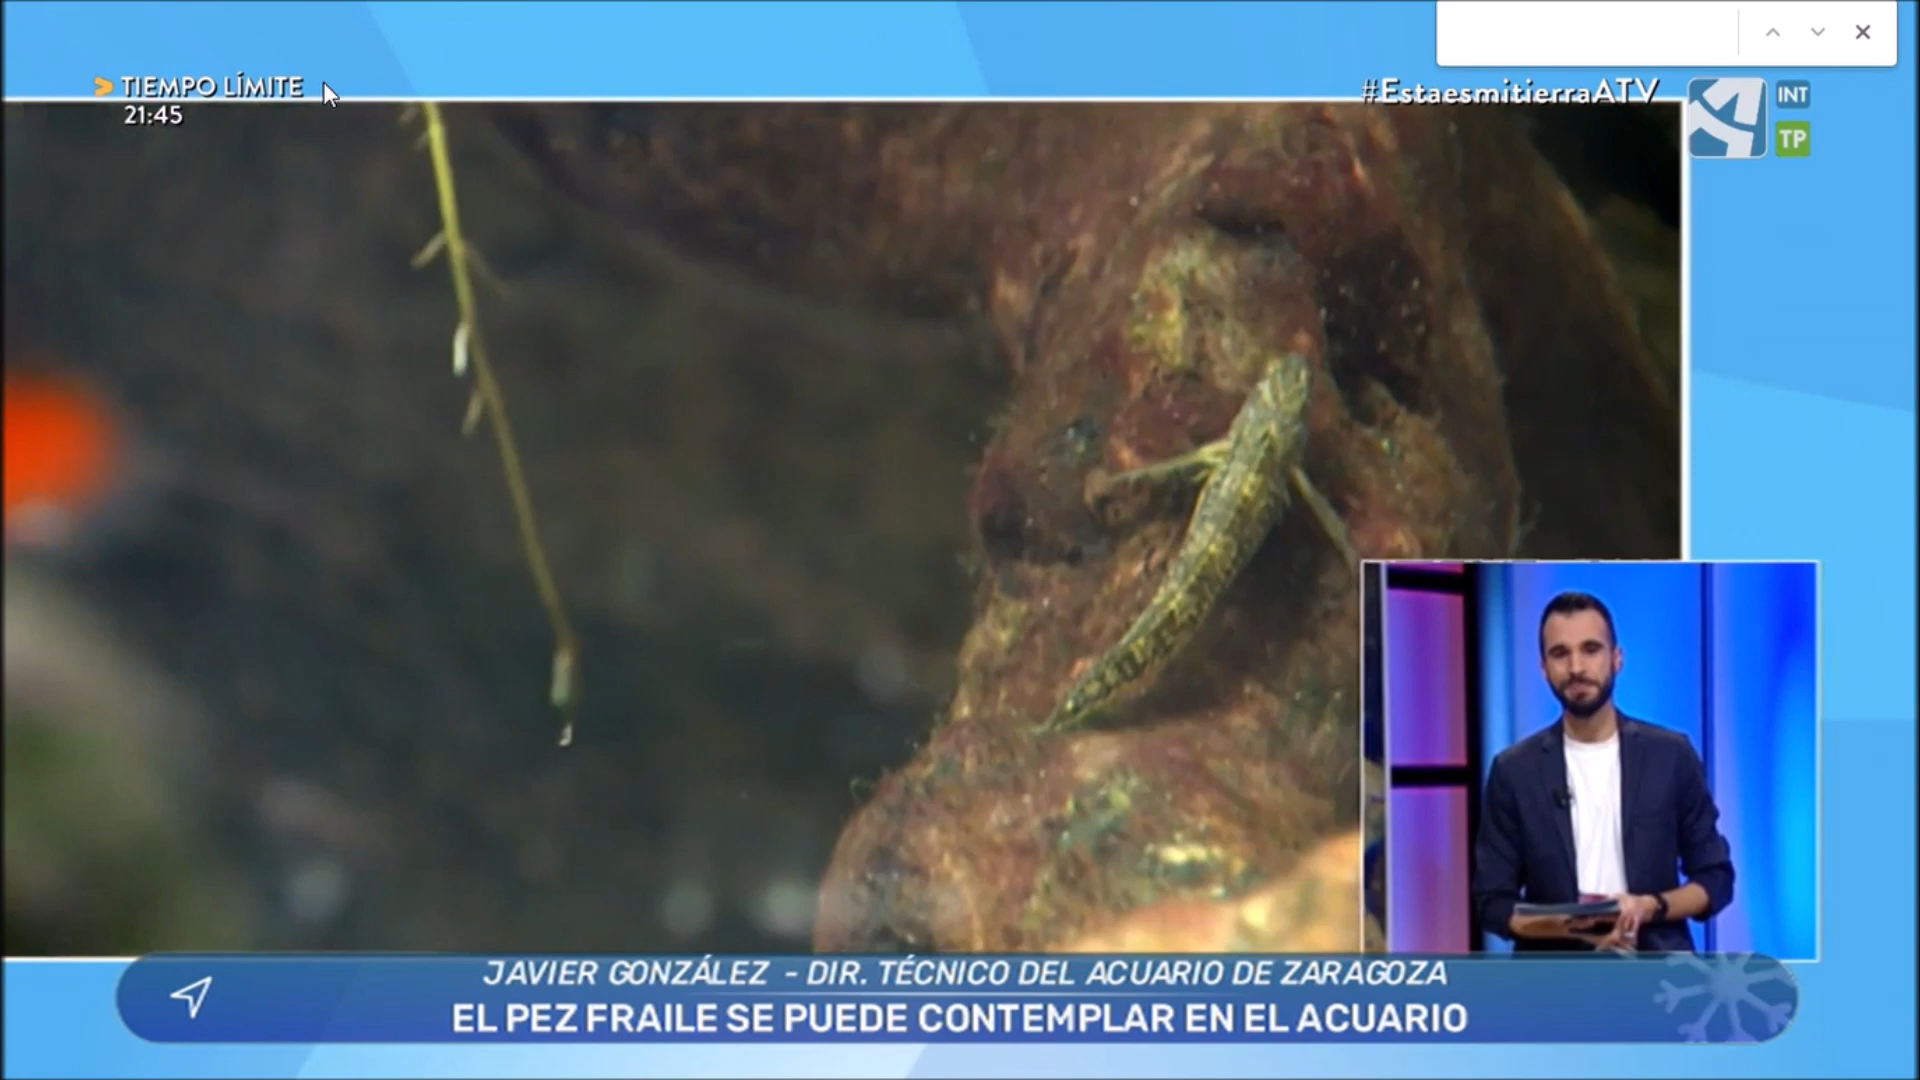 TIEMPO LÍMITE
21:45
#EstaesmitierraATV
INT
TP
JAVIER GONZÁLEZ - DIR. TÉCNICO DEL ACUARIO DE ZARAGOZA
EL PEZ FRAILE SE PUEDE CONTEMPLAR EN EL ACUARIO